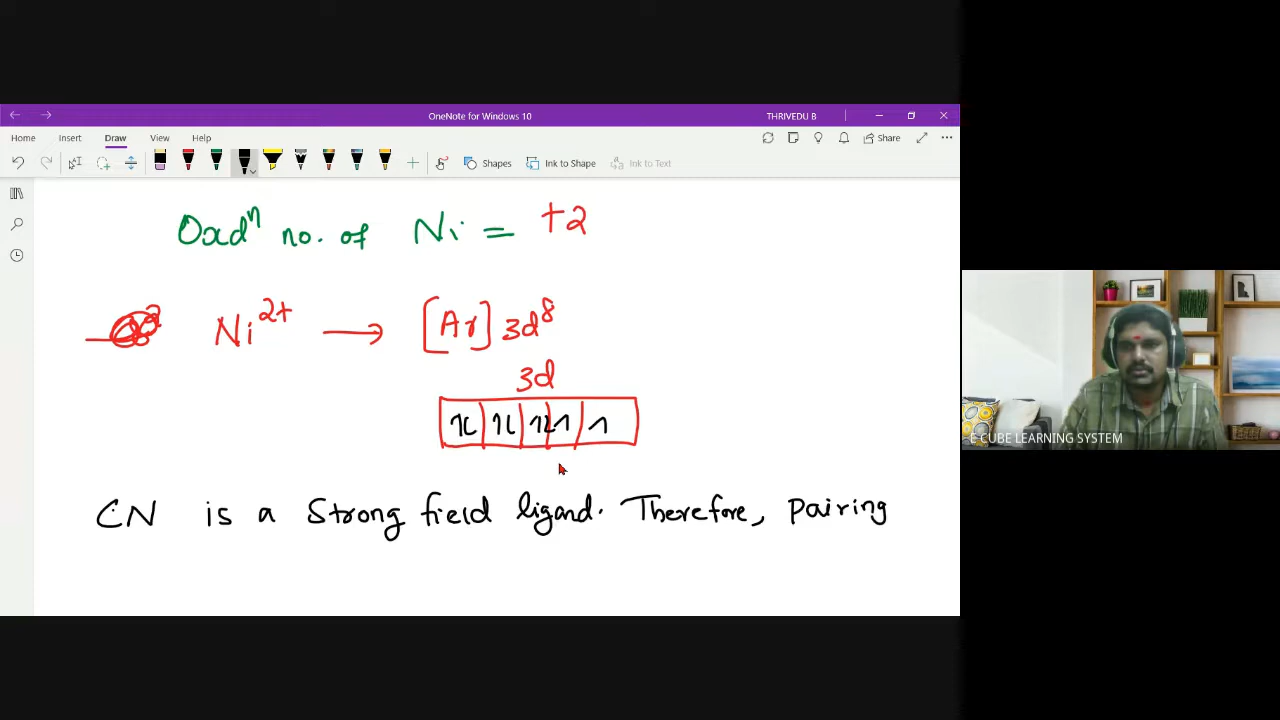 OneNote for Windows 10
THRIVEDU B
Home Insert Draw View Help
Share
Shapes Ink to Shape Ink to Text
Oxdⁿ no. of Ni = +2
Ni²⁺ → [Ar] 3d⁸
3d
CN is a Strong field ligand. Therefore, pairing
E CUBE LEARNING SYSTEM